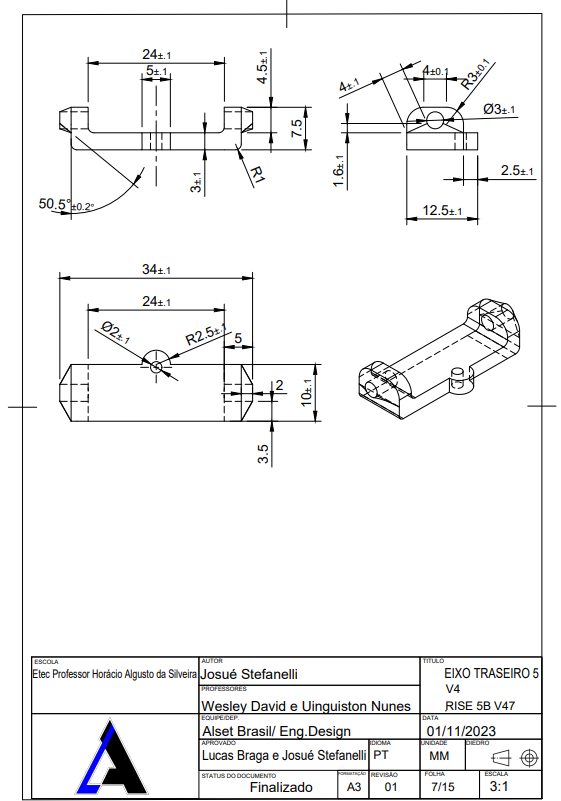 24±.1
5±.1
4.5±.1
7.5
3±.1
R1
50.5°±0.2°
4±.1
4±0.1
R3±0.1
Ø3±.1
1.6±.1
2.5±.1
12.5±.1
34±.1
24±.1
Ø2±.1
R2.5±.1
5
2
10±.1
3.5
ESCOLA
Etec Professor Horácio Algusto da Silveira
AUTOR
Josué Stefanelli
TITULO
EIXO TRASEIRO 5
V4
RISE 5B V47
PROFESSORES
Wesley David e Uinguiston Nunes
EQUIPE/DEP.
Alset Brasil/ Eng.Design
DATA
01/11/2023
APROVADO
Lucas Braga e Josué Stefanelli
IDIOMA
PT
UNIDADE
MM
DIEDRO
STATUS DO DOCUMENTO
Finalizado
FORMATAÇÃO
A3
REVISÃO
01
FOLHA
7/15
ESCALA
3:1